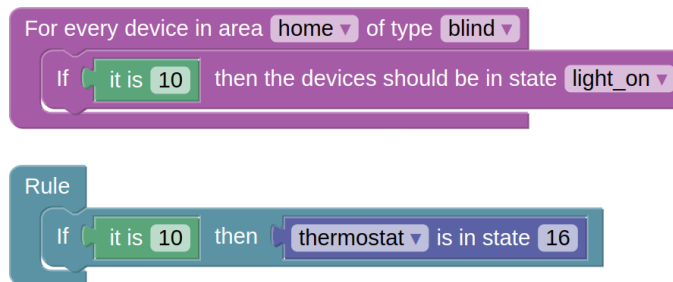 For every device in area home ▾ of type blind ▾
If it is 10 then the devices should be in state light_on ▾
Rule
If it is 10 then thermostat ▾ is in state 16